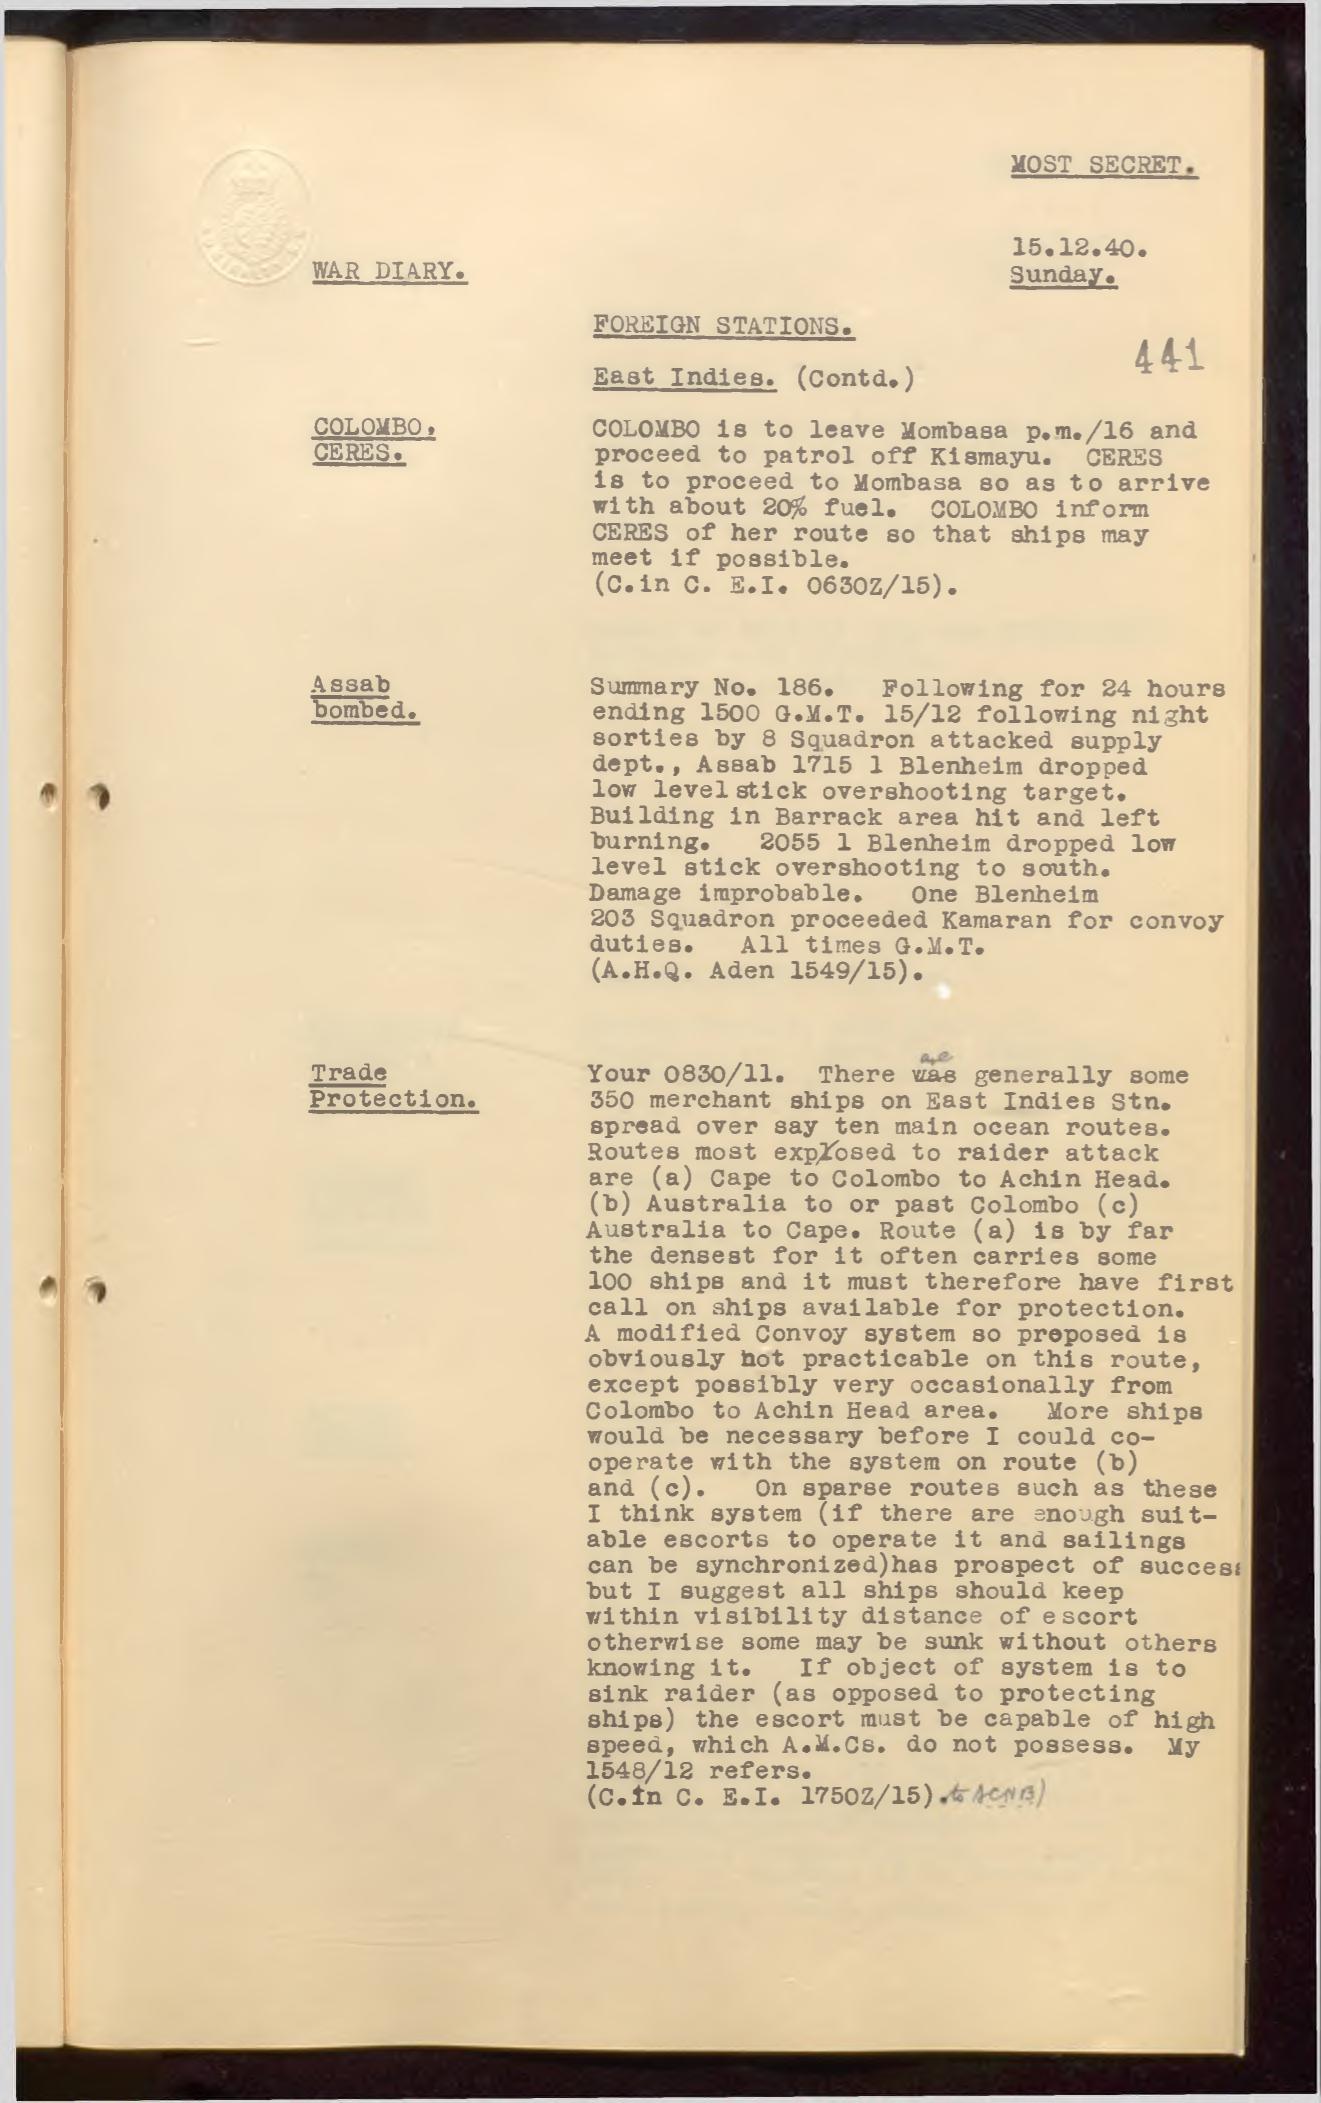 MOST SECRET.
15.12.40.
Sunday.
WAR DIARY.
FOREIGN STATIONS.
441
East Indies. (Contd.)
COLOMBO,
CERES.
COLOMBO is to leave Mombasa p.m./16 and
proceed to patrol off Kismayu. CERES
is to proceed to Mombasa so as to arrive
with about 20% fuel. COLOMBO inform
CERES of her route so that ships may
meet if possible.
(C.in C. E.I. 0630Z/15).
Assab
bombed.
Summary No. 186. Following for 24 hours
ending 1500 G.M.T. 15/12 following night
sorties by 8 Squadron attacked supply
dept., Assab 1715 1 Blenheim dropped
low level stick overshooting target.
Building in Barrack area hit and left
burning. 2055 1 Blenheim dropped low
level stick overshooting to south.
Damage improbable. One Blenheim
203 Squadron proceeded Kamaran for convoy
duties. All times G.M.T.
(A.H.Q. Aden 1549/15).
Trade
Protection.
are
Your 0830/11. There was generally some
350 merchant ships on East Indies Stn.
spread over say ten main ocean routes.
Routes most exposed to raider attack
are (a) Cape to Colombo to Achin Head.
(b) Australia to or past Colombo (c)
Australia to Cape. Route (a) is by far
the densest for it often carries some
100 ships and it must therefore have first
call on ships available for protection.
A modified Convoy system so proposed is
obviously not practicable on this route,
except possibly very occasionally from
Colombo to Achin Head area. More ships
would be necessary before I could co-
operate with the system on route (b)
and (c). On sparse routes such as these
I think system (if there are enough suit-
able escorts to operate it and sailings
can be synchronized)has prospect of success
but I suggest all ships should keep
within visibility distance of escort
otherwise some may be sunk without others
knowing it. If object of system is to
sink raider (as opposed to protecting
ships) the escort must be capable of high
speed, which A.M.Cs. do not possess. My
1548/12 refers.
(C.in C. E.I. 1750Z/15). to ACNB)